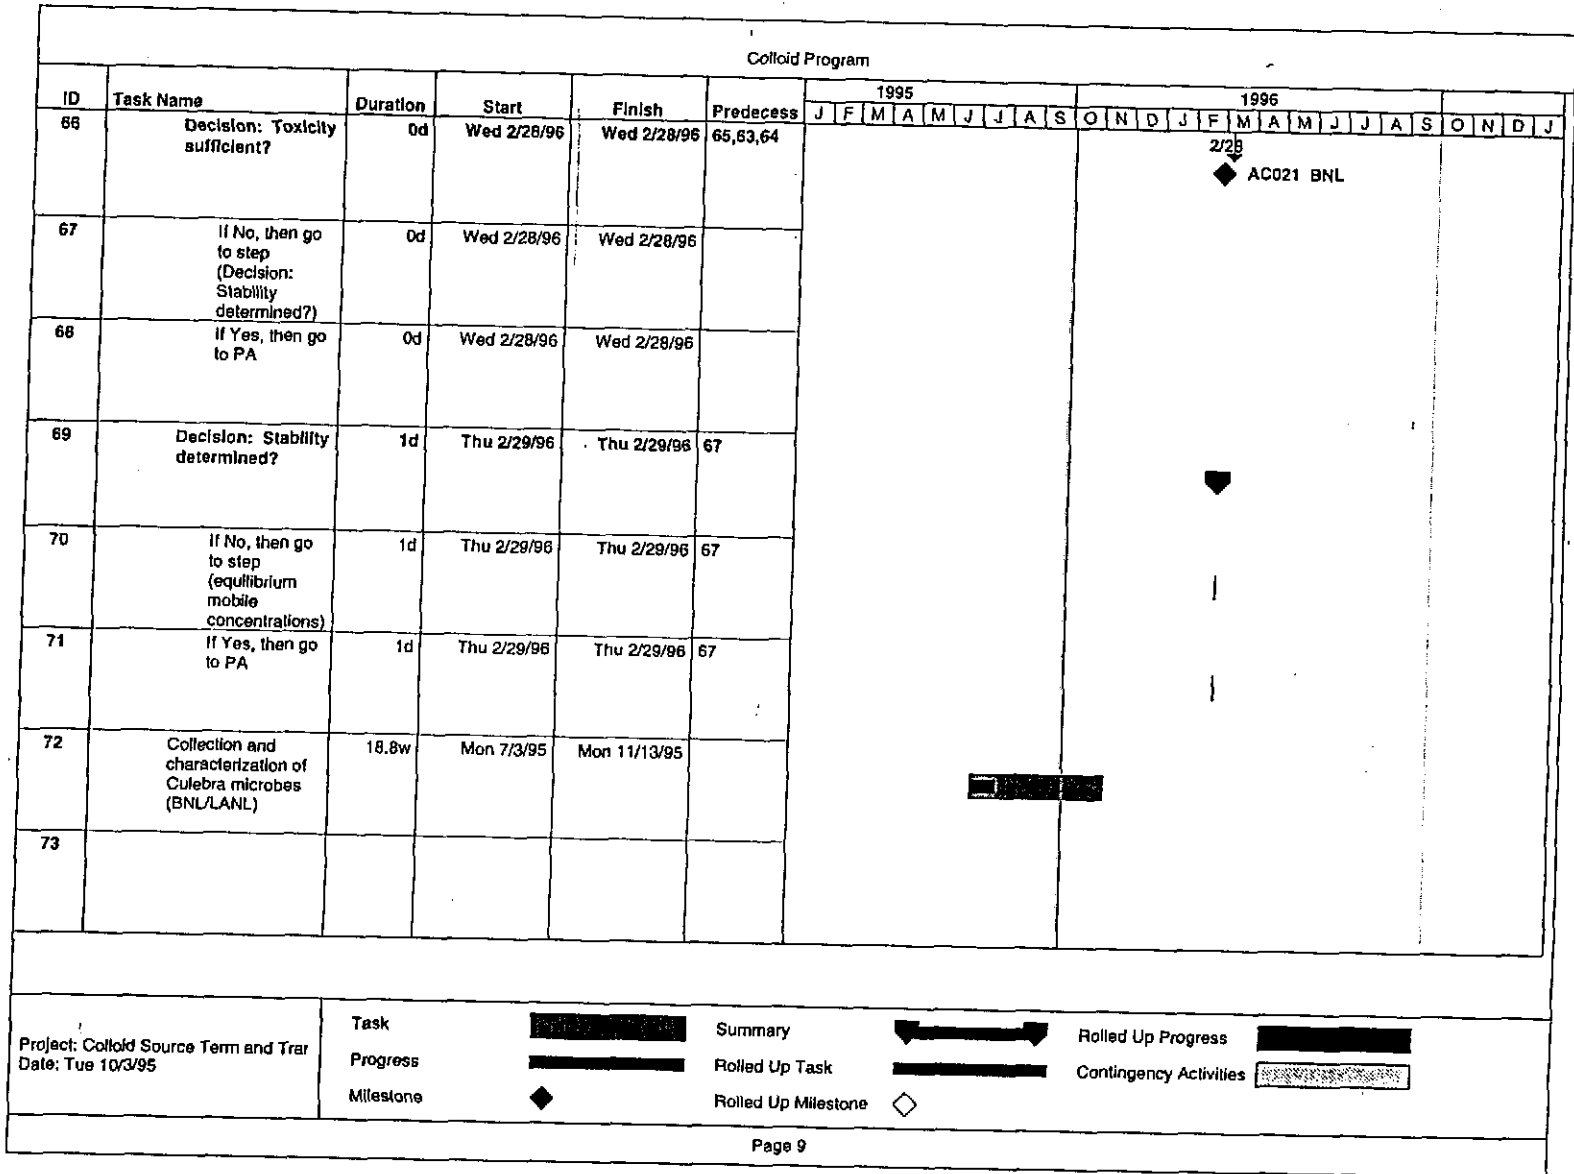 Colloid Program
1995 1996
ID Task Name Duration Start Finish Predecess J F M A M J J A S O N D J F M A M J J A S O N D J
66 Decision: Toxicity 0d Wed 2/28/96 Wed 2/28/96 65,63,64
sufficient?
2/28
AC021 BNL
67 If No, then go 0d Wed 2/28/96 Wed 2/28/96
to step
(Decision:
Stability
determined?)
68 If Yes, then go 0d Wed 2/28/96 Wed 2/28/96
to PA
69 Decision: Stability 1d Thu 2/29/96 Thu 2/29/96 67
determined?
70 If No, then go 1d Thu 2/29/96 Thu 2/29/96 67
to step
(equilibrium
mobile
concentrations)
71 If Yes, then go 1d Thu 2/29/96 Thu 2/29/96 67
to PA
72 Collection and 18.8w Mon 7/3/95 Mon 11/13/95
characterization of
Culebra microbes
(BNL/LANL)
73
Project: Colloid Source Term and Trar
Date: Tue 10/3/95
Task Summary Rolled Up Progress
Progress Rolled Up Task Contingency Activities
Milestone Rolled Up Milestone
Page 9